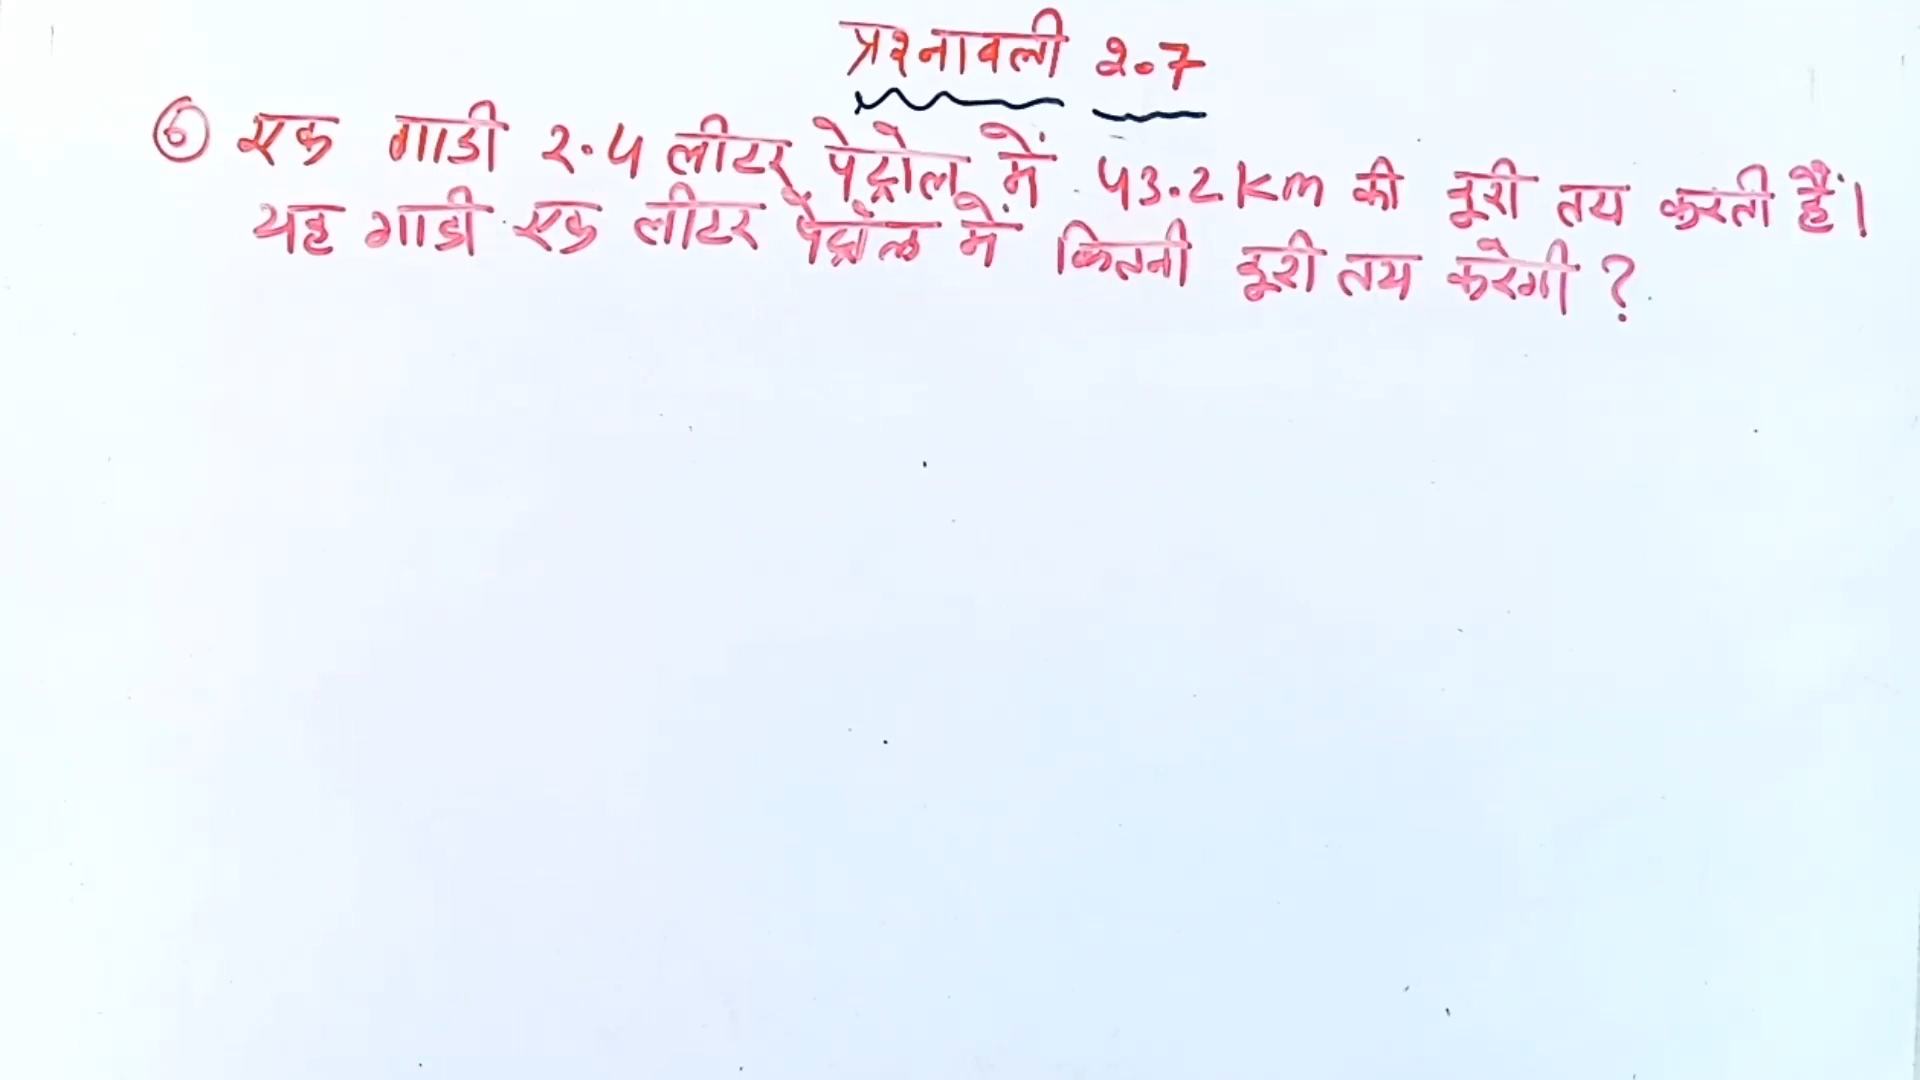 प्रश्नावली 2.7
⑥ एक गाडी 2.4 लीटर पेट्रोल में 43.2 km की दूरी तय करती हैं।
यह गाडी एक लीटर पेट्रोल में कितनी दूरी तय करेगी ?